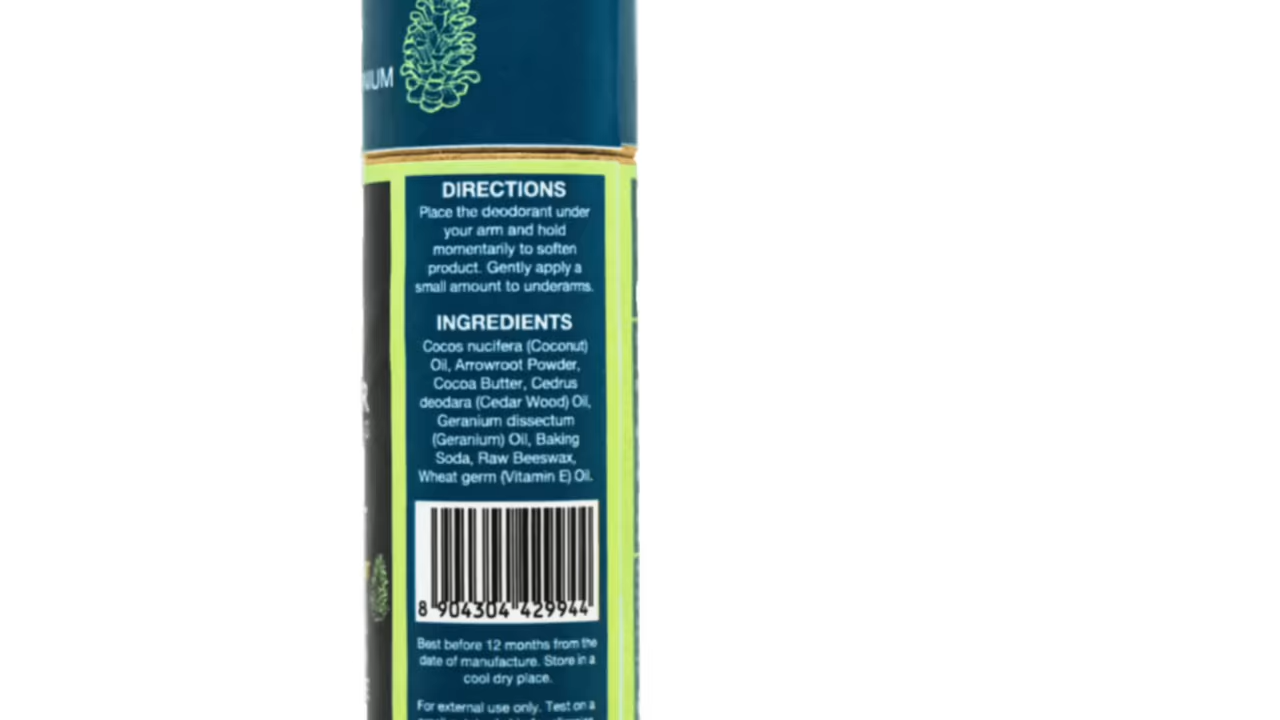 DIRECTIONS
Place the deodorant under
your arm and hold
momentarily to soften
product. Gently apply a
small amount to underarms.
INGREDIENTS
Cocos nucifera (Coconut)
Oil, Arrowroot Powder,
Cocoa Butter, Cedrus
deodara (Cedar Wood) Oil,
Geranium dissectum
(Geranium) Oil, Baking
Soda, Raw Beeswax,
Wheat germ (Vitamin E) Oil.
8 904304 429944
Best before 12 months from the
date of manufacture. Store in a
cool dry place.
For external use only. Test on a